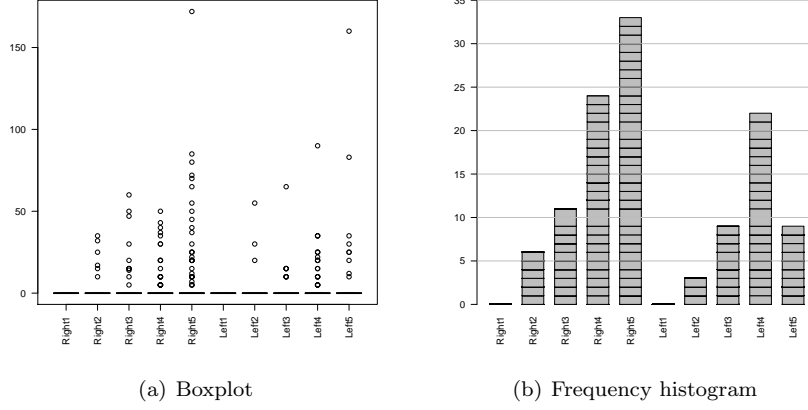 150
100
50
0
Right1
Right2
Right3
Right4
Right5
Left1
Left2
Left3
Left4
Left5
(a) Boxplot
35
30
25
20
15
10
5
0
Right1
Right2
Right3
Right4
Right5
Left1
Left2
Left3
Left4
Left5
(b) Frequency histogram